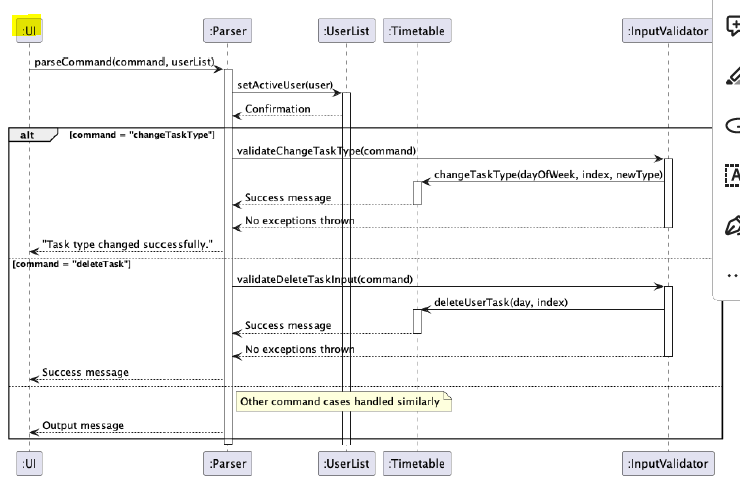 :UI :Parser :UserList :Timetable :InputValidator
parseCommand(command, userList)
setActiveUser(user)
Confirmation
alt [command = "changeTaskType"]
validateChangeTaskType(command)
changeTaskType(dayOfWeek, index, newType)
Success message
No exceptions thrown
"Task type changed successfully."
[command = "deleteTask"]
validateDeleteTaskInput(command)
deleteUserTask(day, index)
Success message
No exceptions thrown
Success message
Other command cases handled similarly
Output message
:UI :Parser :UserList :Timetable :InputValidator
A